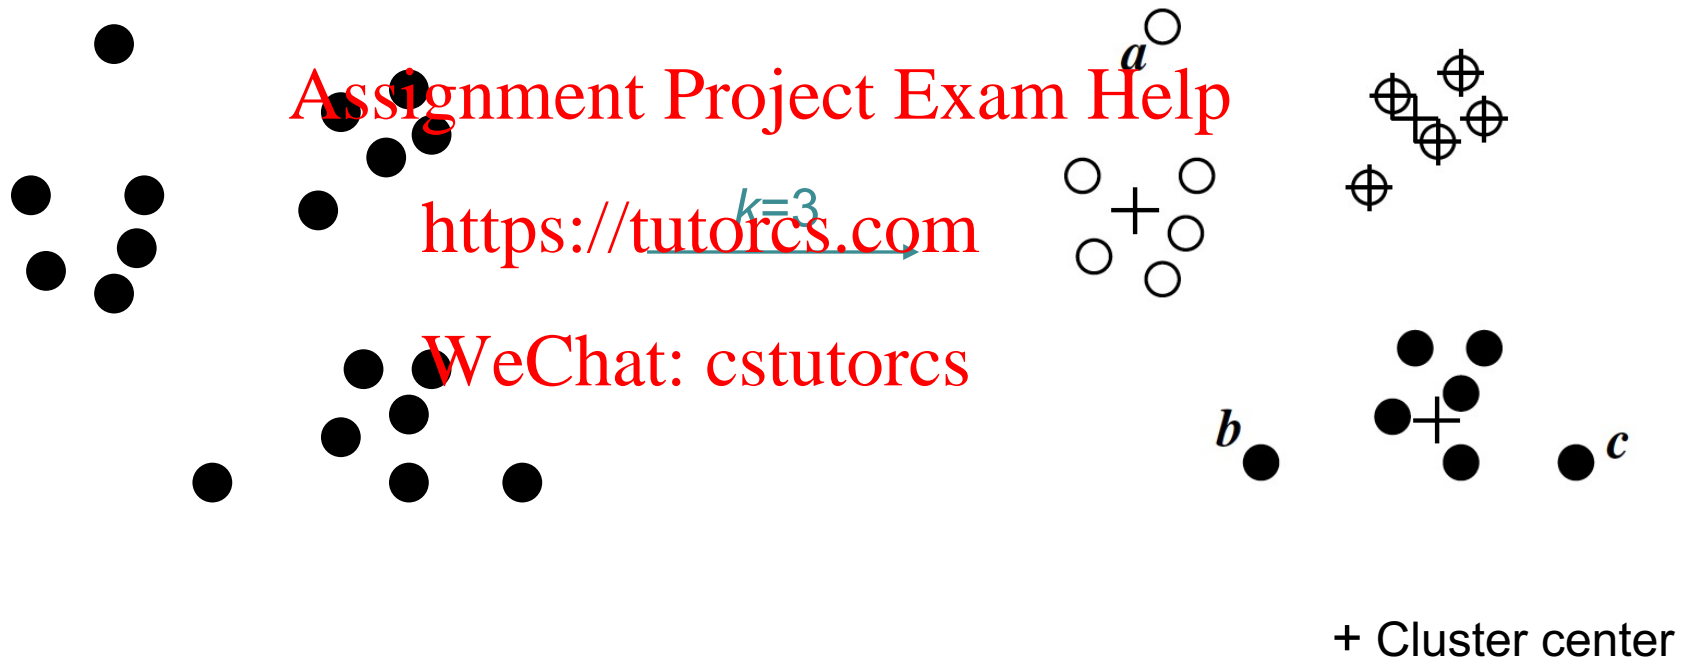 a
Assignment Project Exam Help
k=3
https://tutorcs.com
WeChat: cstutorcs
b
c
+ Cluster center